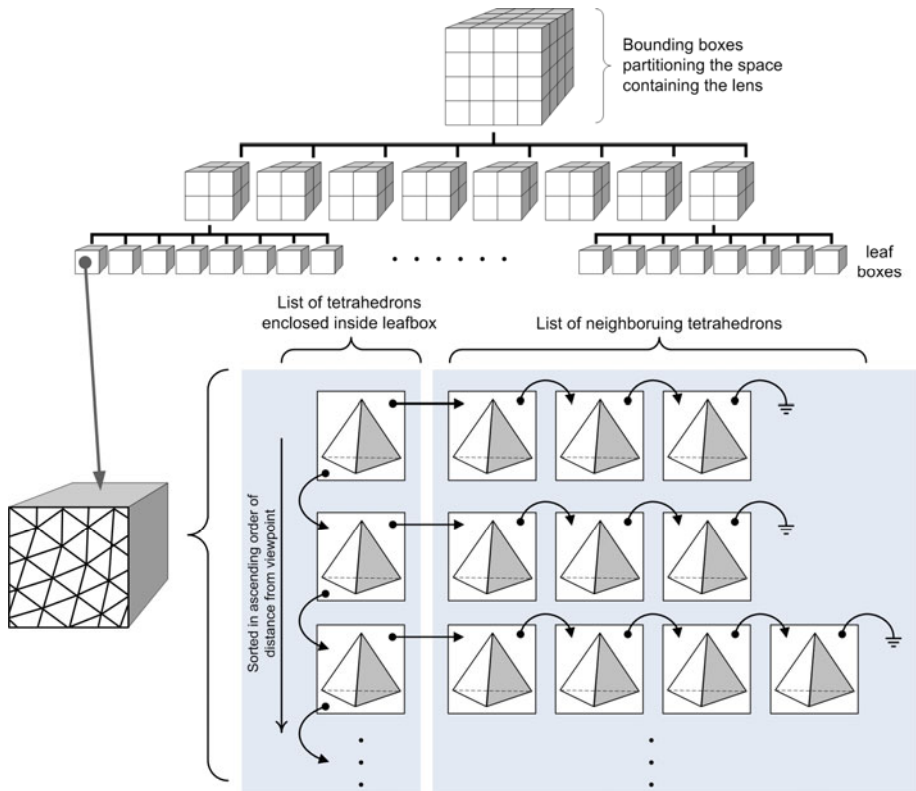 Bounding boxes
partitioning the space
containing the lens
leaf
boxes
List of tetrahedrons
enclosed inside leafbox
List of neighboruing tetrahedrons
Sorted in ascending order of
distance from viewpoint